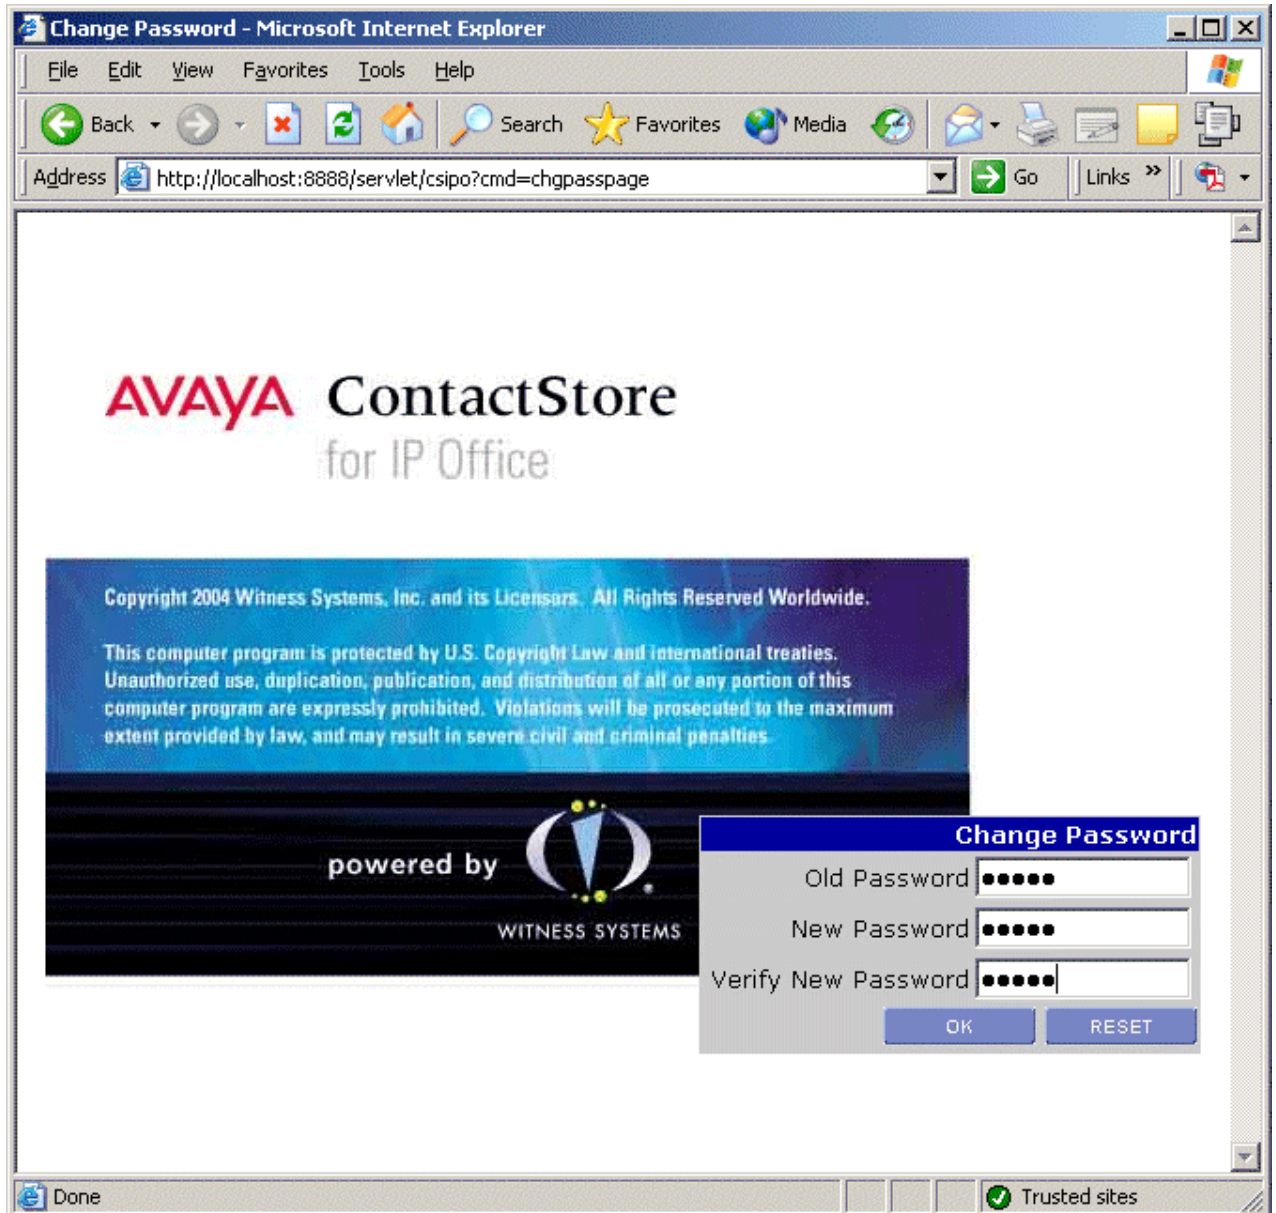 Change Password - Microsoft Internet Explorer
File Edit View Favorites Tools Help
Back Search Favorites Media
Address http://localhost:8888/servlet/csipo?cmd=chgpasspage Go Links »
AVAYA ContactStore
for IP Office
Copyright 2004 Witness Systems, Inc. and its Licensors. All Rights Reserved Worldwide.
This computer program is protected by U.S. Copyright Law and international treaties.
Unauthorized use, duplication, publication, and distribution of all or any portion of this
computer program are expressly prohibited. Violations will be prosecuted to the maximum
extent provided by law, and may result in severe civil and criminal penalties.
powered by
WITNESS SYSTEMS
Change Password
Old Password •••••
New Password •••••
Verify New Password •••••
OK RESET
Done Trusted sites